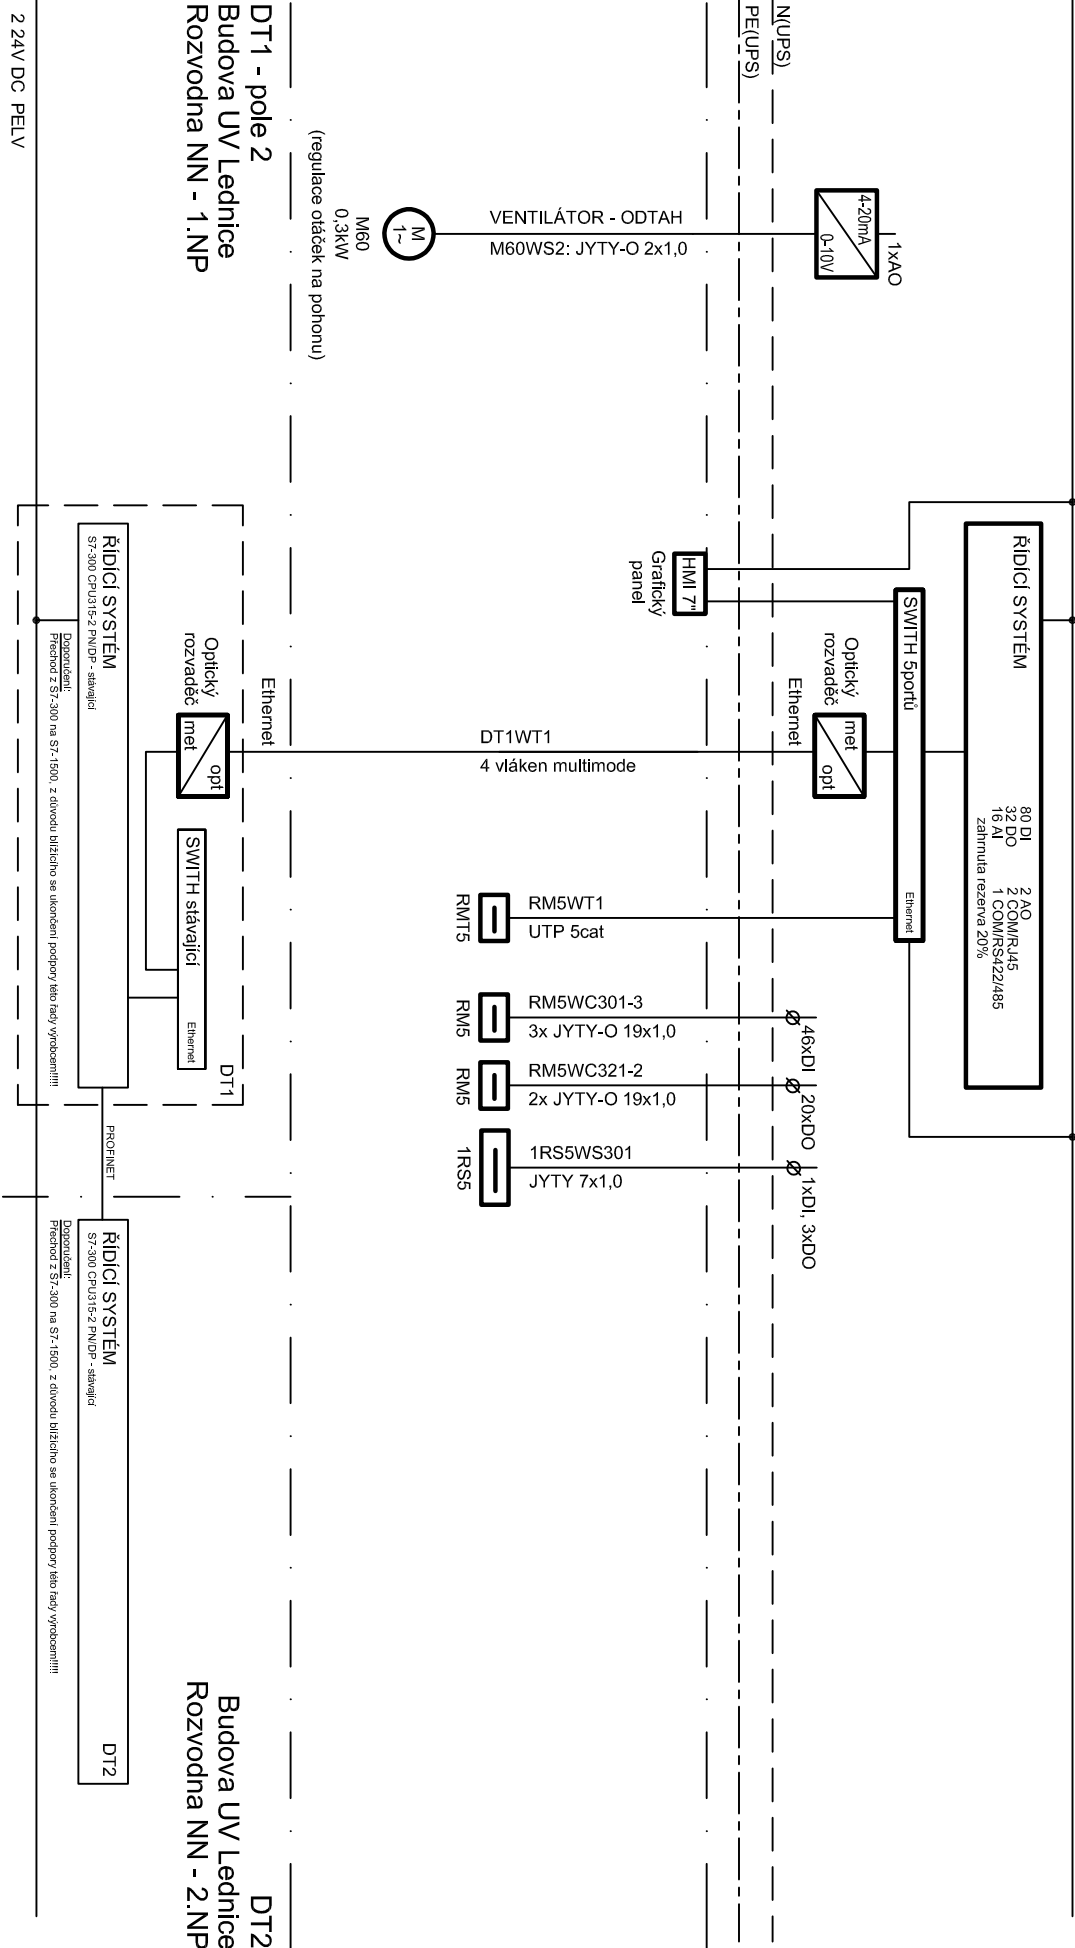 N(UPS)
PE(UPS)
4-20mA
0-10V
1xAO
VENTILÁTOR - ODTAH
M60WS2: JYTY-O 2x1,0
M
1~
M60
0,3kW
(regulace otáček na pohonu)
DT1 - pole 2
Budova UV Lednice
Rozvodna NN - 1.NP
2 24V DC PELV
ŘÍDÍCÍ SYSTÉM
80 DI
32 DO
16 AI
2 AO
2 COM/RJ45
1 COM/RS422/485
zahrnuta rezerva 20%
SWITH 5portů
Ethernet
HMI 7"
Grafický
panel
Optický
rozvaděč
met
opt
Ethernet
DT1WT1
4 vláken multimode
Ethernet
Optický
rozvaděč
opt
met
SWITH stávající
Ethernet
DT1
ŘÍDÍCÍ SYSTÉM
S7-300 CPU315-2 PN/DP - stávající
Doporučení:
Přechod z S7-300 na S7-1500, z důvodu blížícího se ukončení podpory této řady výrobcem!!!!!
PROFINET
RM5WT1
UTP 5cat
RMT5
RM5WC301-3
3x JYTY-O 19x1,0
RM5
46xDI
RM5WC321-2
2x JYTY-O 19x1,0
RM5
20xDO
1RS5WS301
JYTY 7x1,0
1RS5
1xDI, 3xDO
ŘÍDÍCÍ SYSTÉM
S7-300 CPU315-2 PN/DP - stávající
DT2
Doporučení:
Přechod z S7-300 na S7-1500, z důvodu blížícího se ukončení podpory této řady výrobcem!!!!!
DT2
Budova UV Lednice
Rozvodna NN - 2.NP